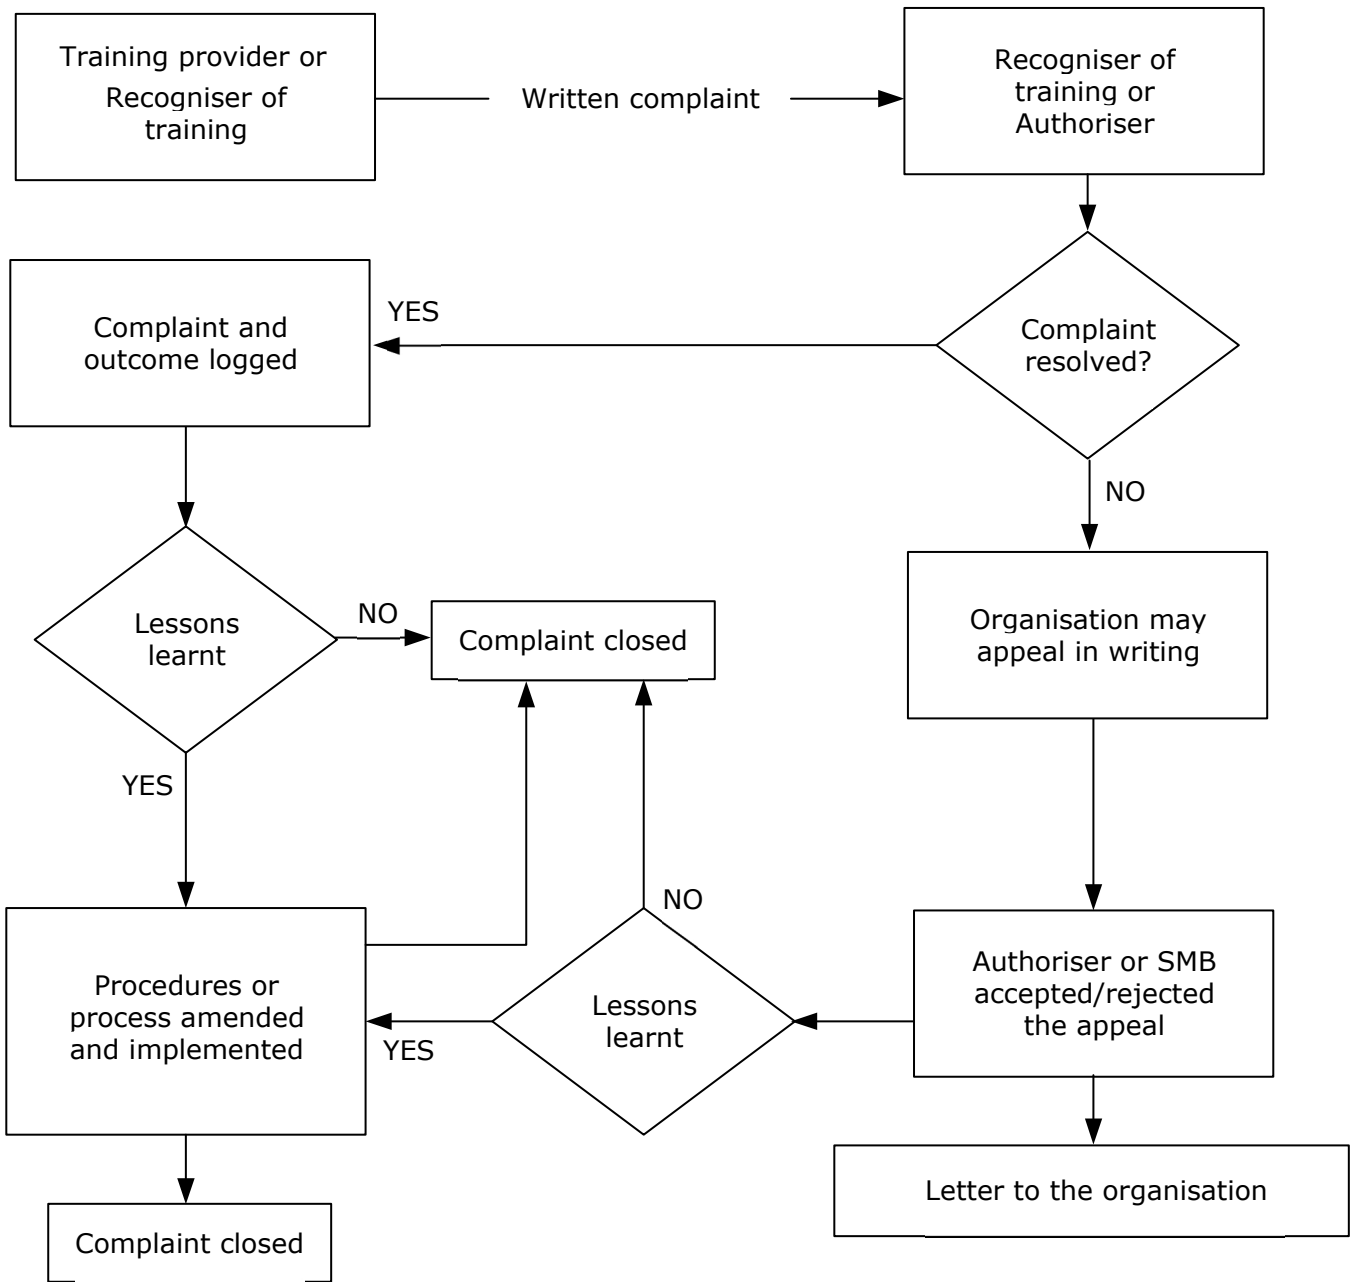 Training provider or
Recogniser of
training
Written complaint
Recogniser of
training or
Authoriser
Complaint and
outcome logged
YES
Complaint
resolved?
NO
Lessons
learnt
NO
Complaint closed
Organisation may
appeal in writing
YES
NO
Procedures or
process amended
and implemented
YES
Lessons
learnt
Authoriser or SMB
accepted/rejected
the appeal
Complaint closed
Letter to the organisation